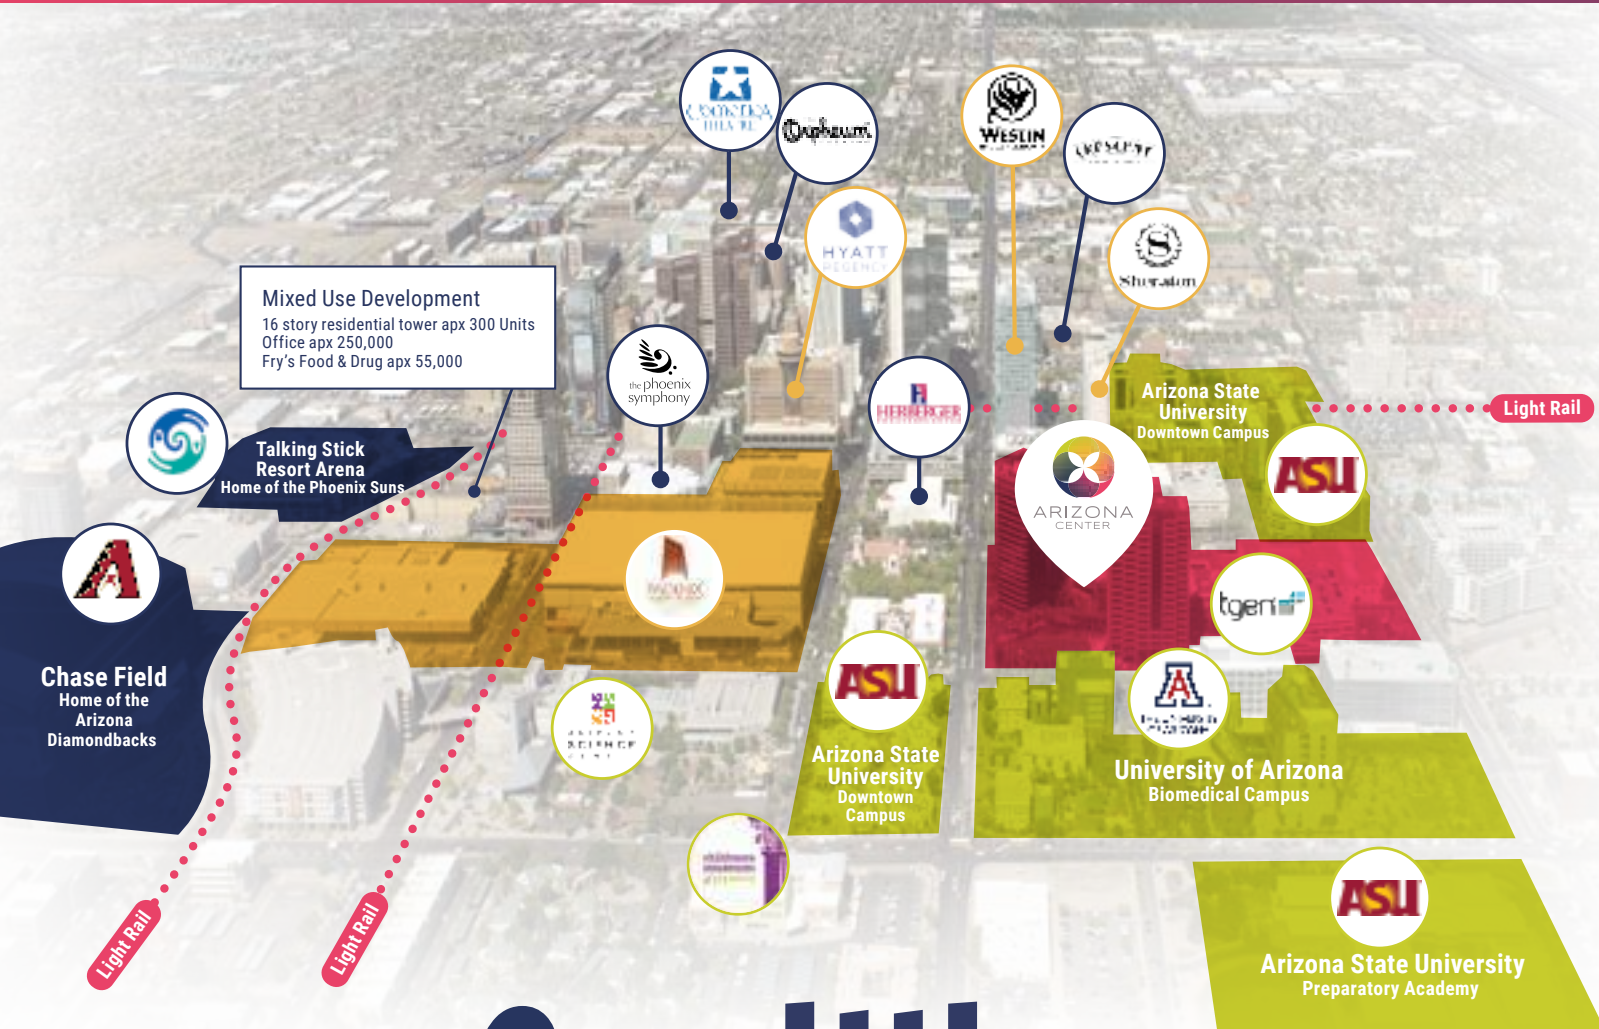 Orpheum
WESTIN
HYATT
REGENCY
Sheraton
Mixed Use Development
16 story residential tower apx 300 Units
Office apx 250,000
Fry's Food & Drug apx 55,000
the phoenix
symphony
HERBERGER
Arizona State
University
Downtown Campus
Light Rail
ASU
Talking Stick
Resort Arena
Home of the Phoenix Suns
ARIZONA
CENTER
A
tgen
Chase Field
Home of the
Arizona
Diamondbacks
ASU
A
SCIENCE
Arizona State
University
Downtown
Campus
University of Arizona
Biomedical Campus
ASU
Light Rail
Light Rail
Arizona State University
Preparatory Academy